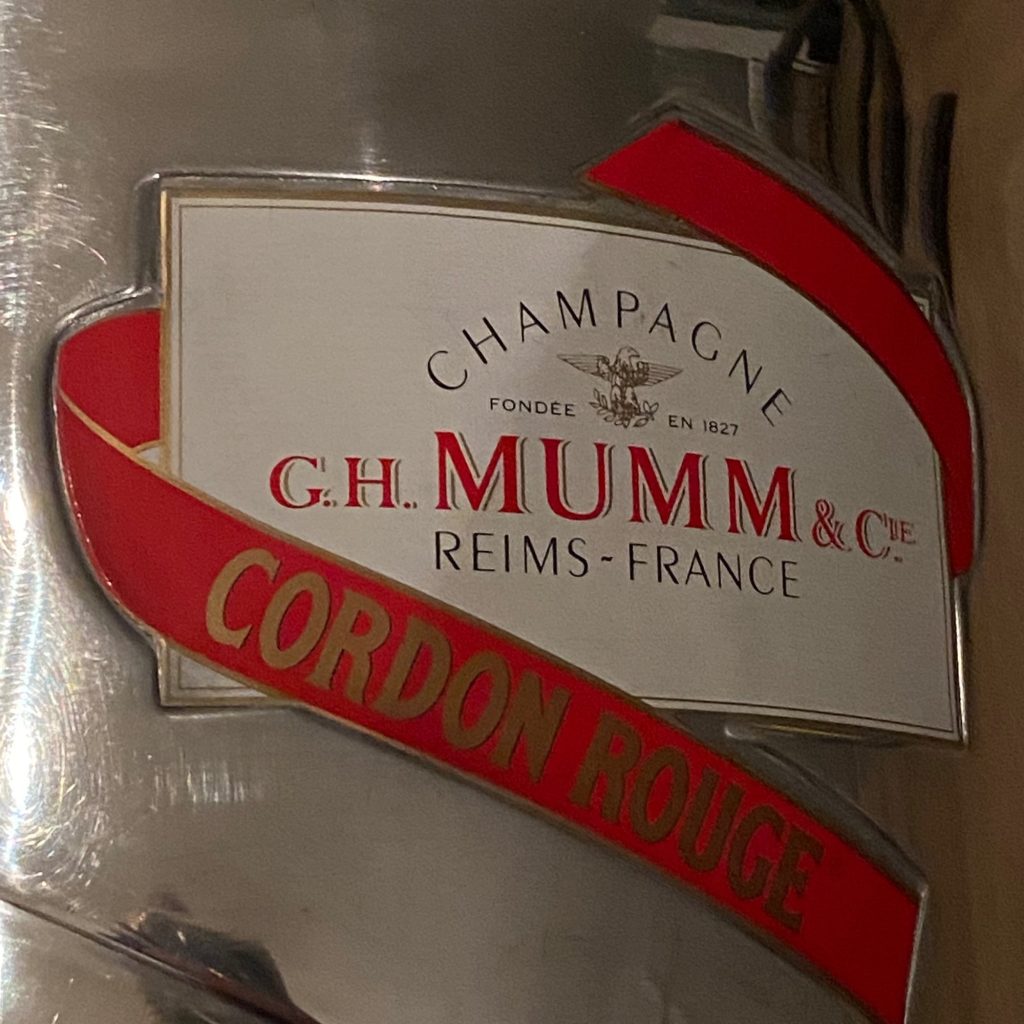 CHAMPAGNE
FONDÉE EN 1827
G.H. MUMM & CIE
REIMS-FRANCE
CORDON ROUGE